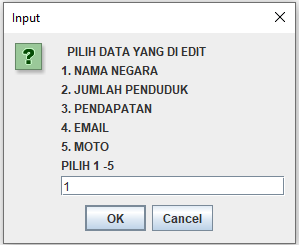 Input
PILIH DATA YANG DI EDIT
1. NAMA NEGARA
2. JUMLAH PENDUDUK
3. PENDAPATAN
4. EMAIL
5. MOTO
PILIH 1 -5
1
OK Cancel